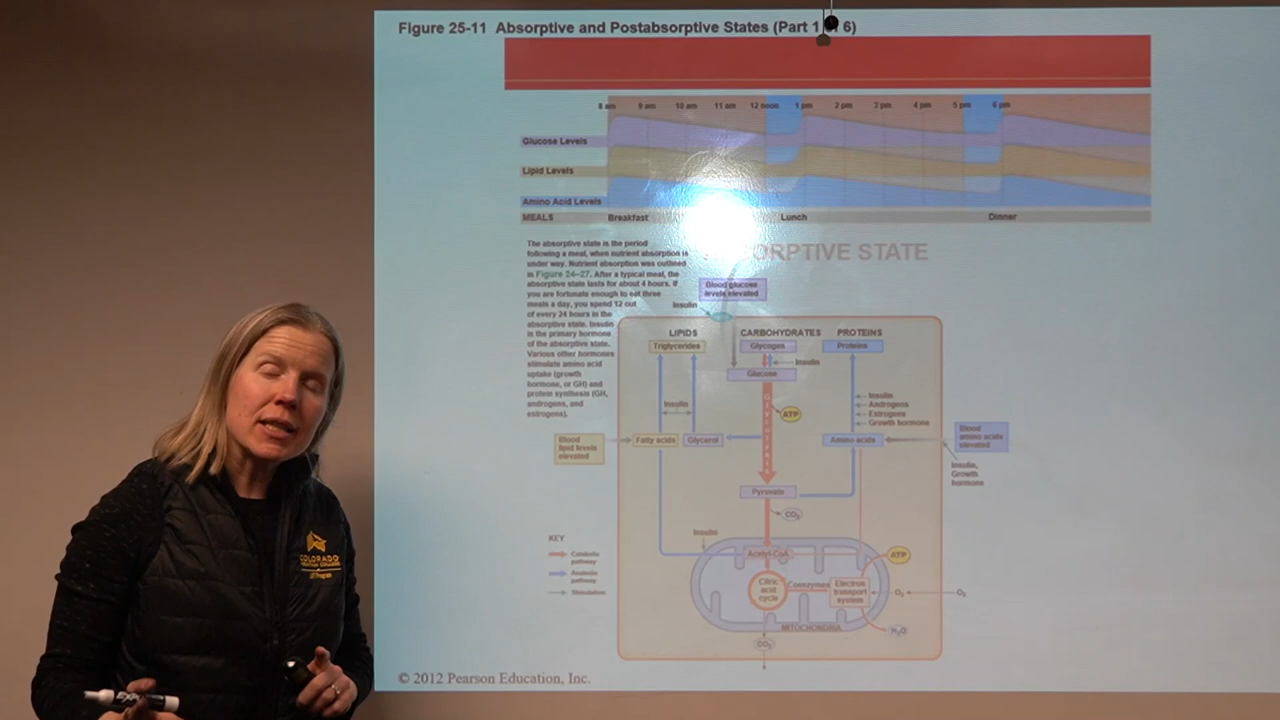 Figure 25-11 Absorptive and Postabsorptive States (Part 1 of 6)
8 am 9 am 10 am 11 am 12 noon 1 pm 2 pm 3 pm 4 pm 5 pm 6 pm
Glucose Levels
Lipid Levels
Amino Acid Levels
MEALS Breakfast Lunch Dinner
ORPTIVE STATE
The absorptive state is the period
following a meal, when nutrient absorption is
under way. Nutrient absorption was outlined
in Figure 24-27. After a typical meal, the
absorptive state lasts for about 4 hours. If
you are fortunate enough to eat three
meals a day, you spend 12 out
of every 24 hours in the
absorptive state. Insulin
is the primary hormone
of the absorptive state.
Various other hormones
stimulate amino acid
uptake (growth
hormone, or GH) and
protein synthesis (GH,
androgens, and
estrogens).
Blood glucose
levels elevated
Insulin
LIPIDS CARBOHYDRATES PROTEINS
Triglycerides Glycogen Proteins
Insulin
Glucose
Insulin
Glycolysis
ATP
Insulin
Androgens
Estrogens
Growth hormone
Blood
lipid levels
elevated
Fatty acids Glycerol Amino acids
Blood
amino acids
elevated
Insulin,
Growth
hormone
Pyruvate
CO2
Insulin
KEY
Catabolic
pathway
Anabolic
pathway
Stimulation
Acetyl-CoA
ATP
Citric
acid
cycle
Coenzymes
Electron
transport
system
O2 O2
MITOCHONDRIA
H2O
CO2
© 2012 Pearson Education, Inc.
COLORADO
MOUNTAIN COLLEGE
EXPO